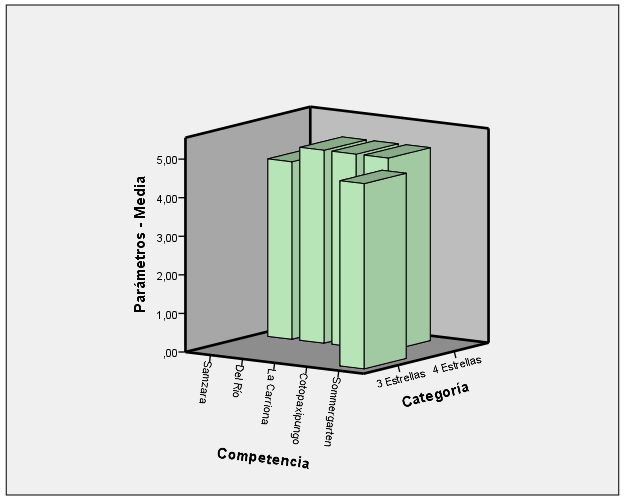 Parámetros - Media
5,00
4,00
3,00
2,00
1,00
,00
Samzara
Del Río
La Carriona
Cotopaxipungo
Sommergarten
Competencia
3 Estrellas
4 Estrellas
Categoría